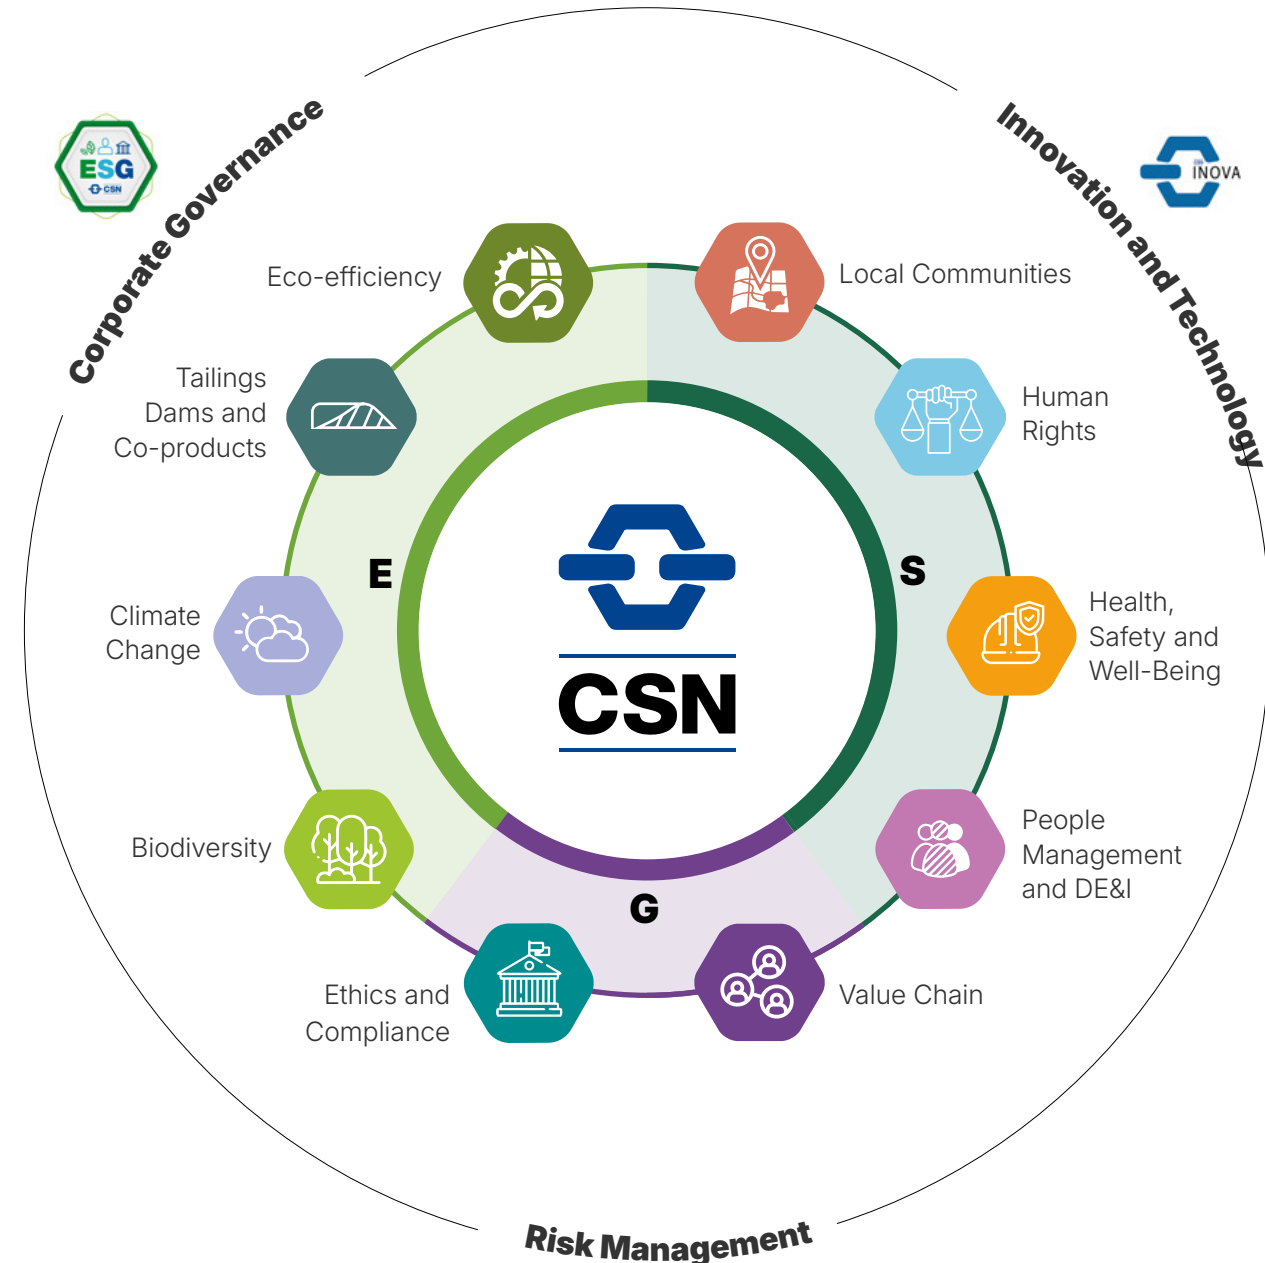 Corporate Governance
ESG
CSN
Innovation and Technology
CSN
INOVA
Eco-efficiency
Local Communities
Tailings
Dams and
Co-products
Human
Rights
E
S
Climate
Change
Health,
Safety and
Well-Being
CSN
Biodiversity
People
Management
and DE&I
G
Ethics and
Compliance
Value Chain
Risk Management